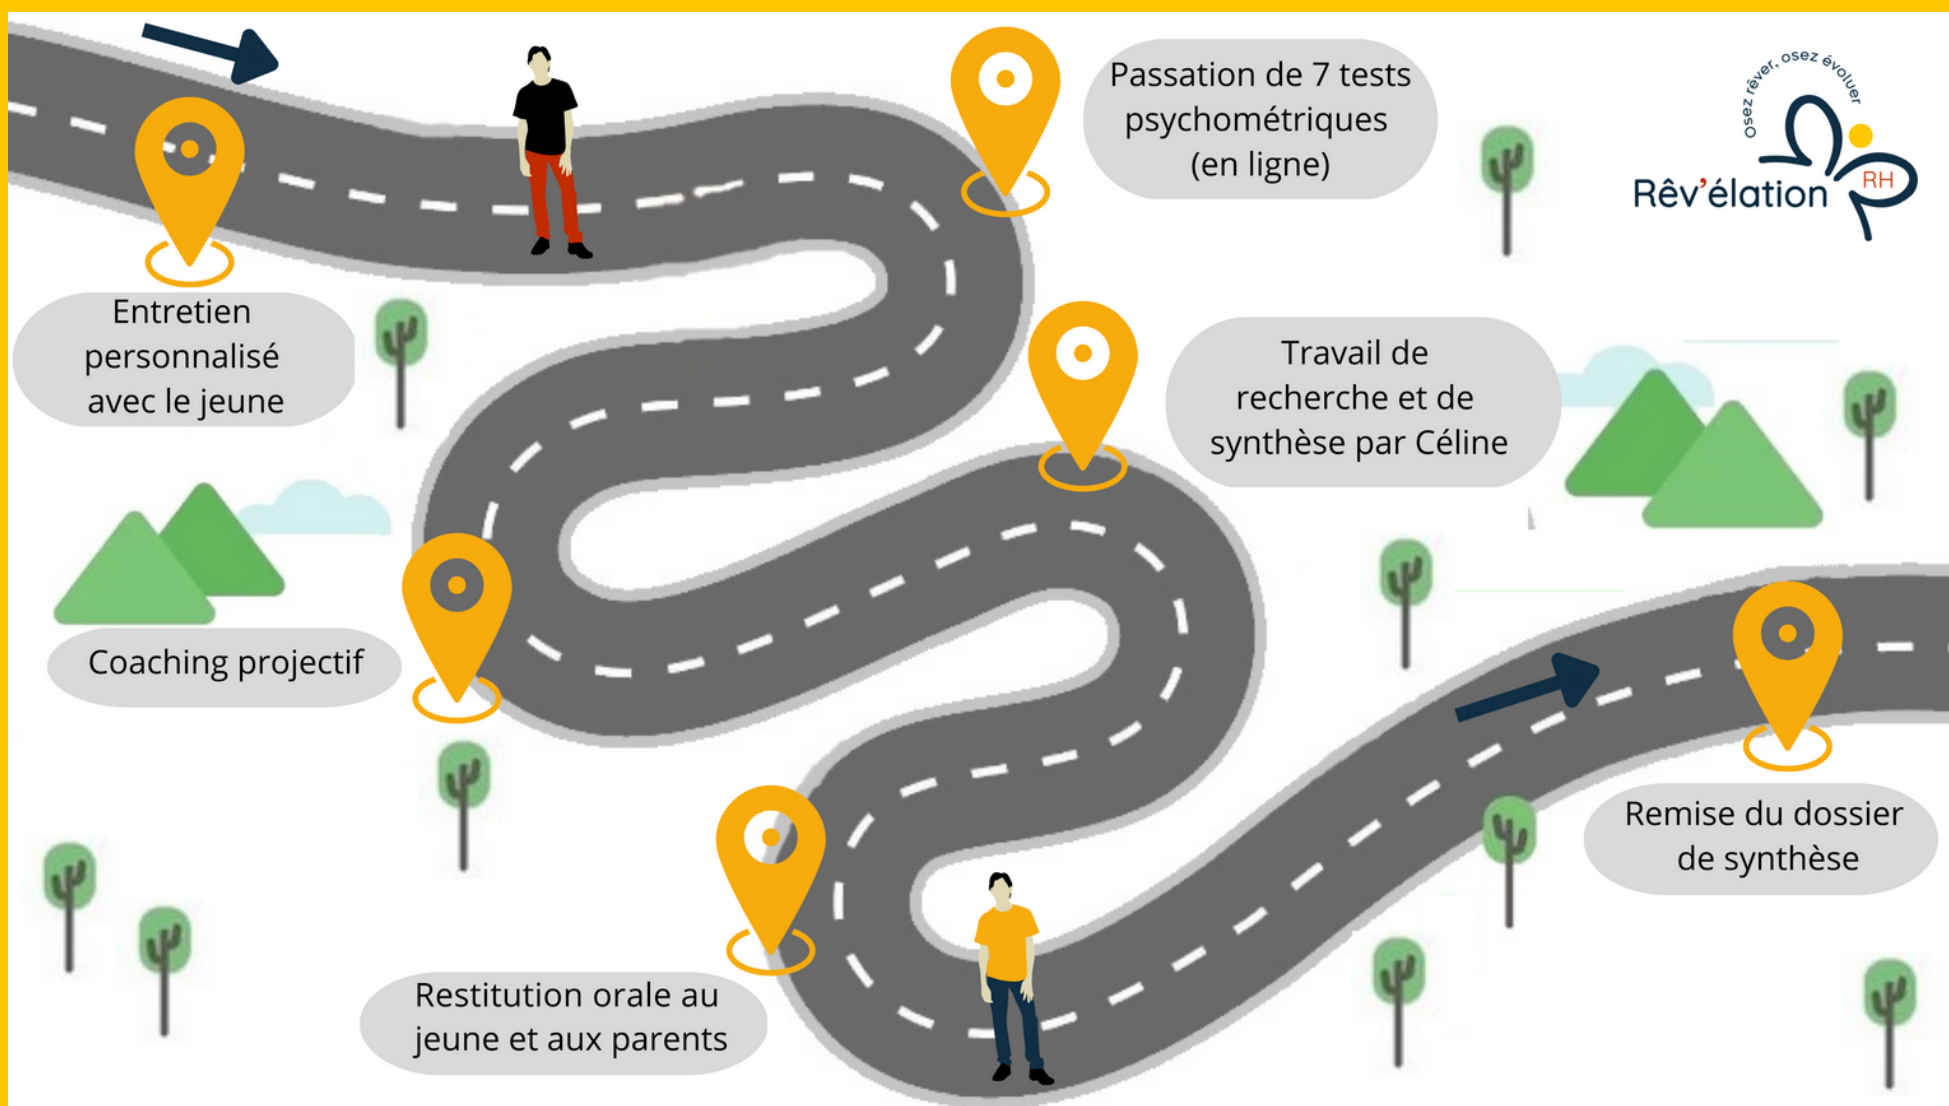 Entretien
personnalisé
avec le jeune
Passation de 7 tests
psychométriques
(en ligne)
Osez rêver, osez évoluer
Rêv'élation
RH
Coaching projectif
Travail de
recherche et de
synthèse par Céline
Restitution orale au
jeune et aux parents
Remise du dossier
de synthèse